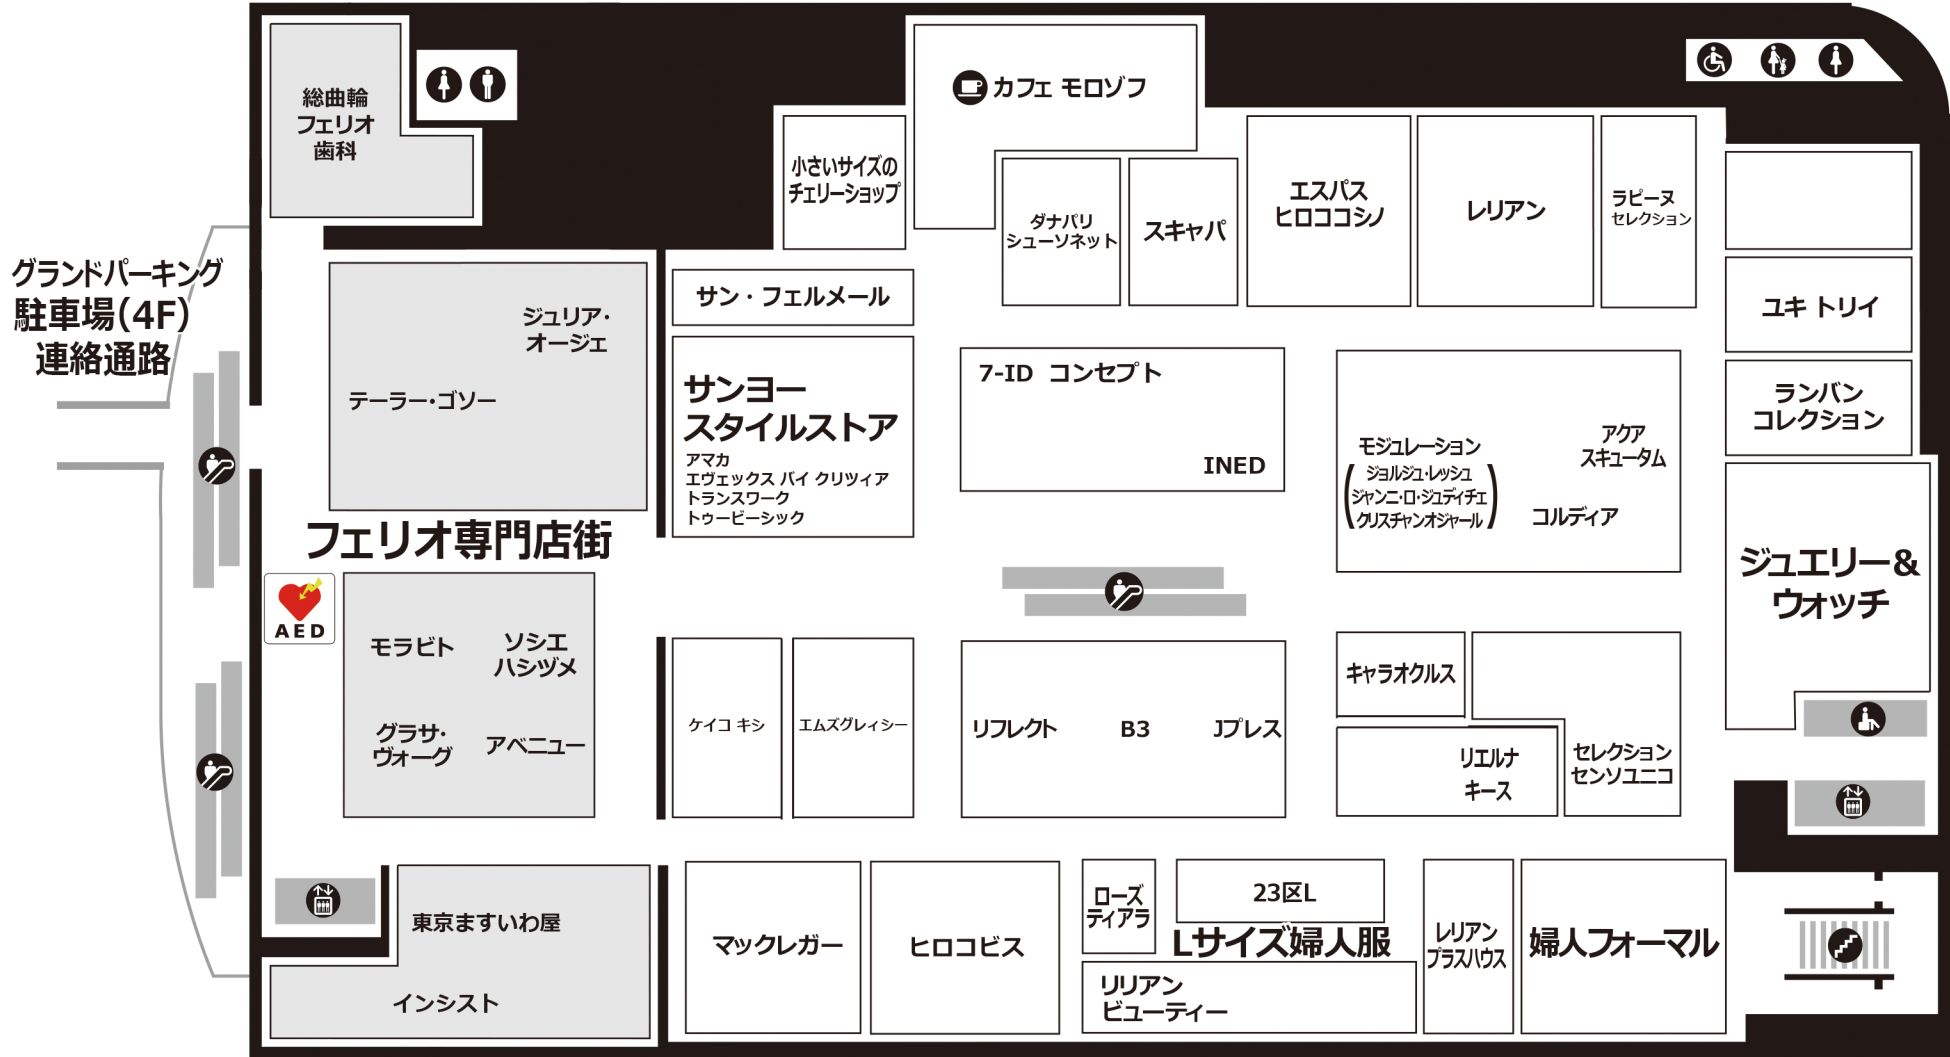 総曲輪
フェリオ
歯科
カフェ モロゾフ
小さいサイズの
チェリーショップ
ダナパリ
シューソネット
スキャパ
エスパス
ヒロココシノ
レリアン
ラピーヌ
セレクション
グランドパーキング
駐車場(4F)
連絡通路
ジュリア・
オージェ
テーラー・ゴソー
サン・フェルメール
サンヨー
スタイルストア
アマカ
エヴェックス バイ クリツィア
トランスワーク
トゥービーシック
7-ID コンセプト
INED
モジュレーション
(ジョルジュ・レッシュ
ジャンニ・ロ・ジュディチェ
クリスチャンオジャール)
アクア
スキュータム
コルディア
ユキ トリイ
ランバン
コレクション
ジュエリー&
ウォッチ
フェリオ専門店街
AED
モラビト
ソシエ
ハシヅメ
グラサ・
ヴォーグ
アベニュー
ケイコ キシ
エムズグレィシー
リフレクト
B3
Jプレス
キャラオクルス
リエルナ
キース
セレクション
センソユニコ
東京ますいわ屋
インシスト
マックレガー
ヒロコビス
ローズ
ティアラ
23区L
Lサイズ婦人服
リリアン
ビューティー
レリアン
プラスハウス
婦人フォーマル